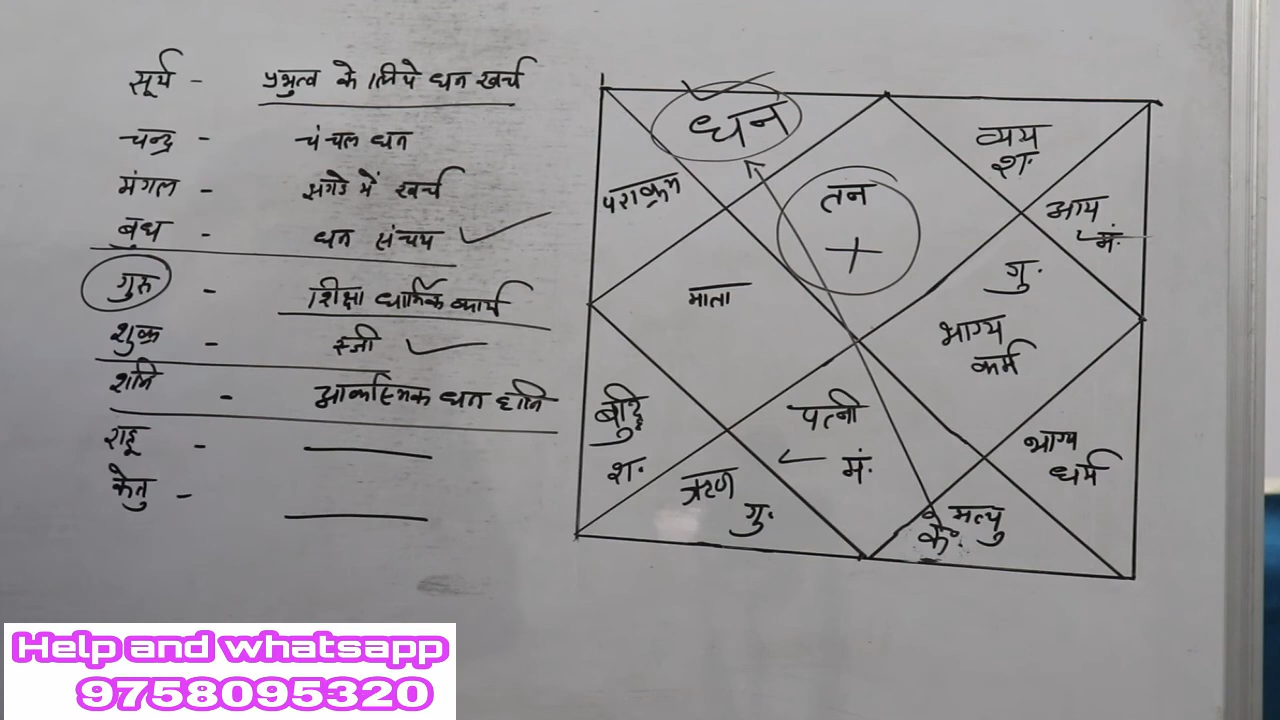 सूर्य - प्रभुत्व के लिये धन खर्च
चन्द्र - चंचल धन
मंगल - झगडे में खर्च
बुध - धन संचय
गुरु - शिक्षा धार्मिक कार्य
शुक्र - स्त्री
शनि - आकस्मिक धन हानि
राहू -
केतु -
धन
व्यय
श.
पराक्रम
तन
आय
मं.
गु.
माता
भाग्य
कर्म
बुद्धि
श.
पत्नी
मं.
भाग्य
धर्म
ऋण
गु.
मृत्यु
के.
Help and whatsapp
9758095320